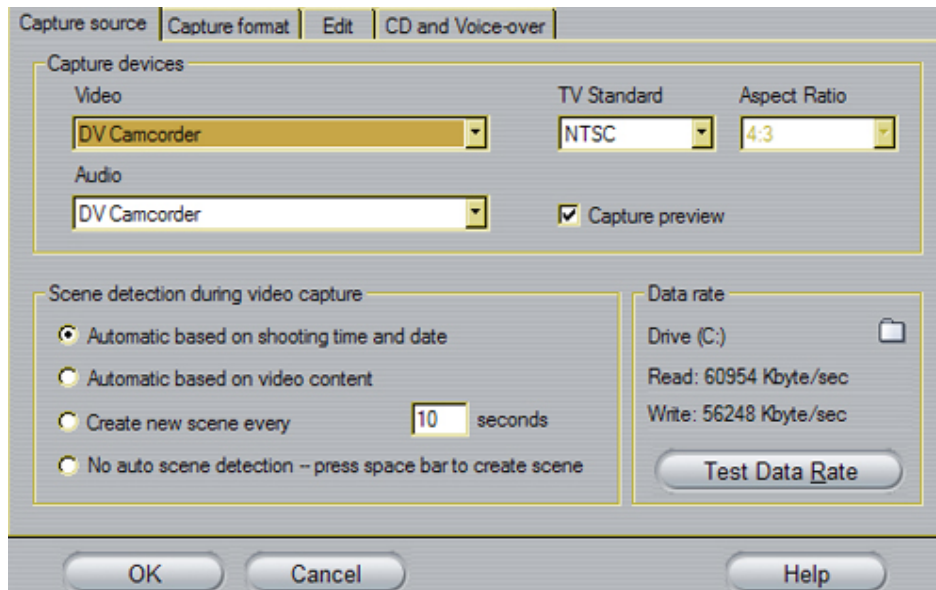 Capture source Capture format Edit CD and Voice-over
Capture devices
Video TV Standard Aspect Ratio
DV Camcorder NTSC 4:3
Audio
DV Camcorder Capture preview
Scene detection during video capture
Automatic based on shooting time and date
Automatic based on video content
Create new scene every 10 seconds
No auto scene detection -- press space bar to create scene
Data rate
Drive (C:)
Read: 60954 Kbyte/sec
Write: 56248 Kbyte/sec
Test Data Rate
OK Cancel Help